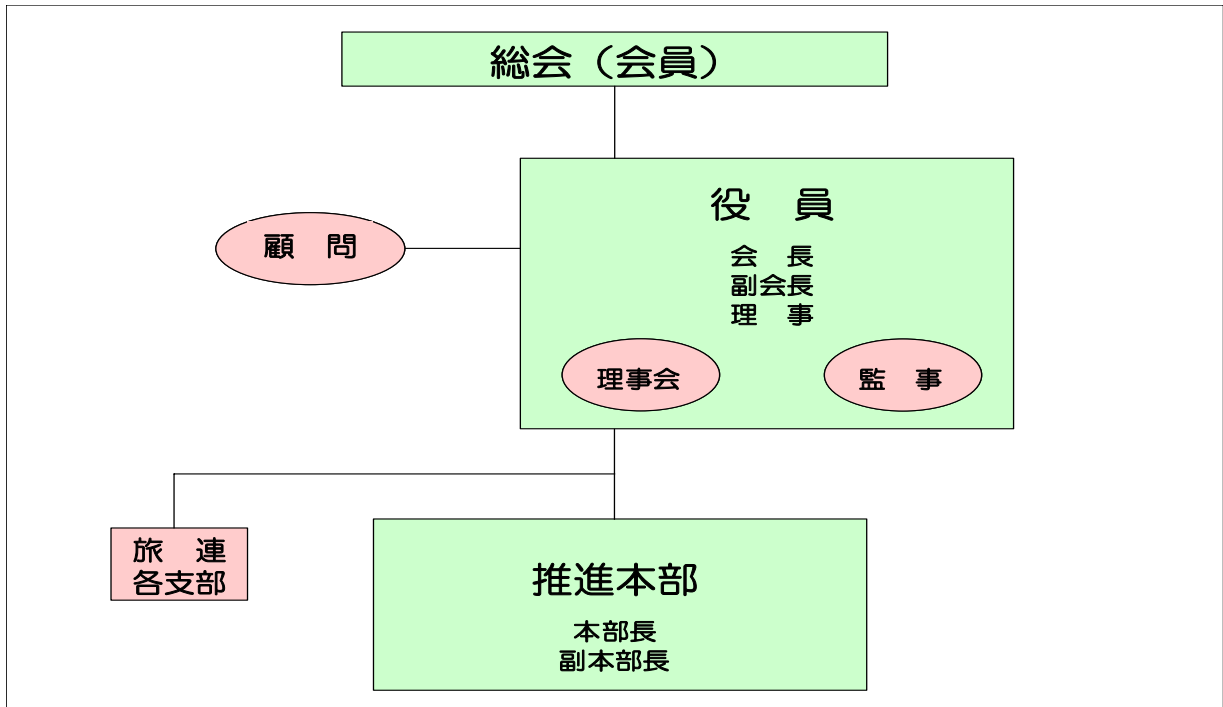 総会（会員）
役　員
会　長
副会長
理　事
顧　問
理事会
監　事
旅　連
各支部
推進本部
本部長
副本部長